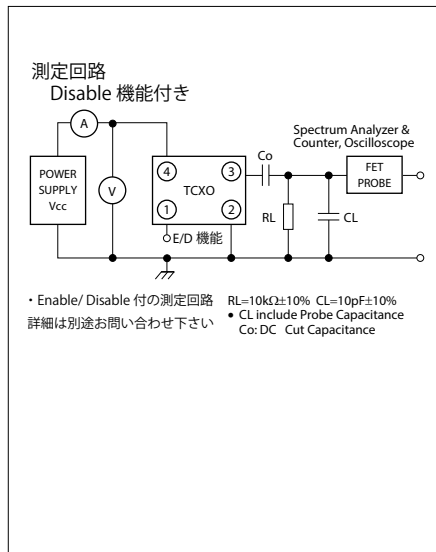 測定回路
Disable 機能付き
A
Spectrum Analyzer &
Counter, Oscilloscope
POWER
SUPPLY
Vcc
V
4
3
TCXO
1
2
Co
FET
PROBE
RL
CL
E/D 機能
・Enable/ Disable 付の測定回路
詳細は別途お問い合わせ下さい
RL=10kΩ±10% CL=10pF±10%
• CL include Probe Capacitance
Co: DC Cut Capacitance